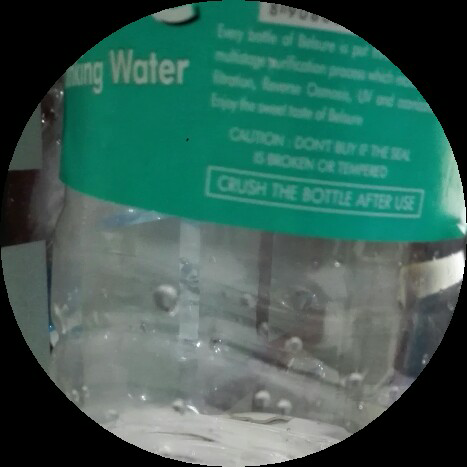 king Water
Every bottle of Belsure is put
multistage purification process which
filtration, Reverse Osmosis, UV and
Enjoy the sweet taste of Belsure
CAUTION : DON'T BUY IF THE SEAL
IS BROKEN OR TEMPERED
CRUSH THE BOTTLE AFTER USE